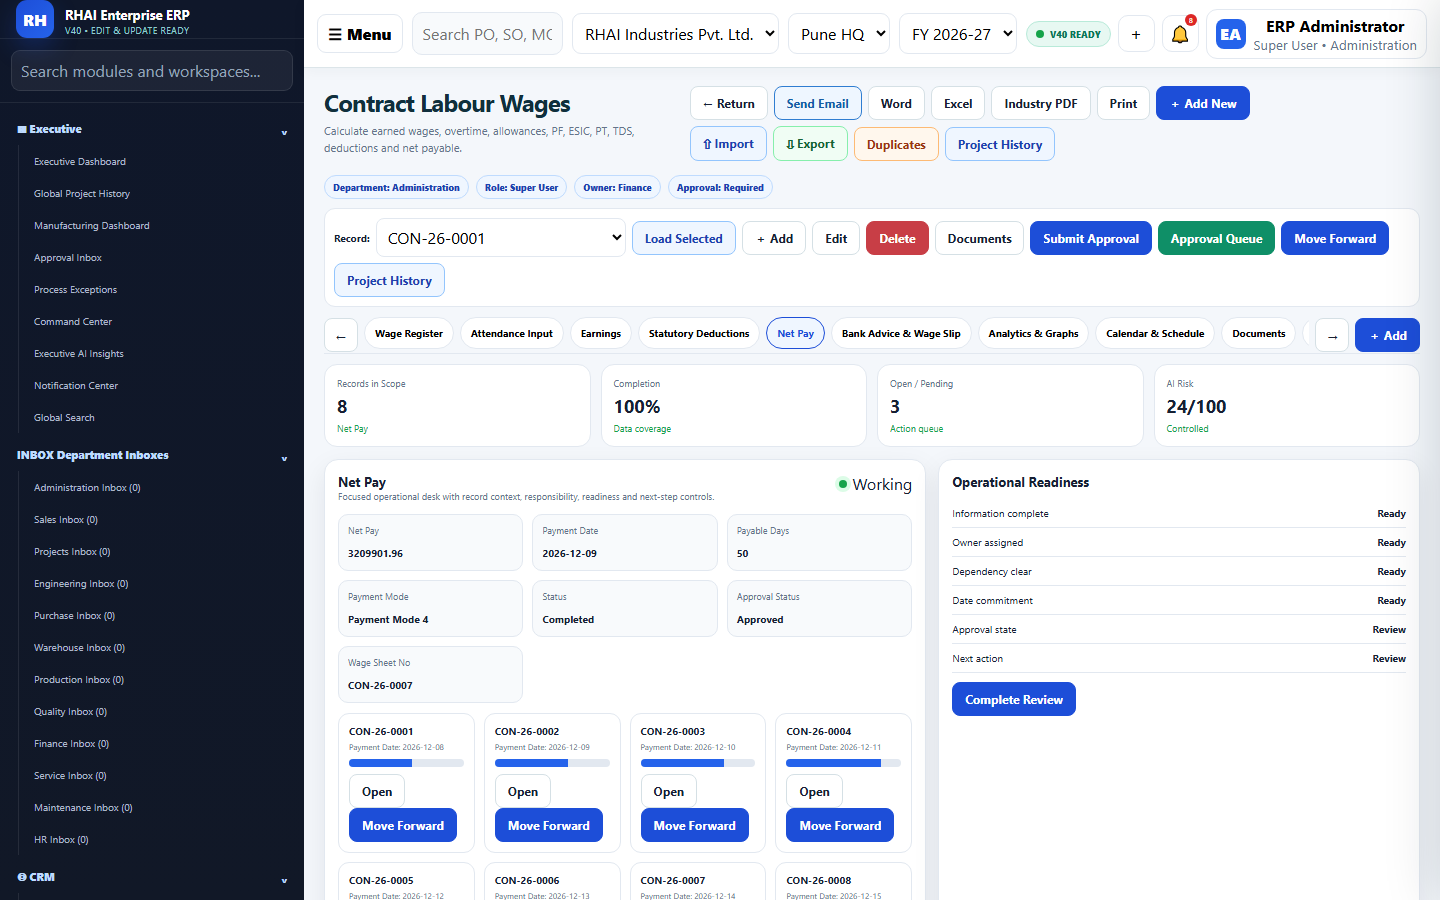 RH
RHAI Enterprise ERP
V40 • EDIT & UPDATE READY
Search modules and workspaces...
Executive
Executive Dashboard
Global Project History
Manufacturing Dashboard
Approval Inbox
Process Exceptions
Command Center
Executive AI Insights
Notification Center
Global Search
INBOX Department Inboxes
Administration Inbox (0)
Sales Inbox (0)
Projects Inbox (0)
Engineering Inbox (0)
Purchase Inbox (0)
Warehouse Inbox (0)
Production Inbox (0)
Quality Inbox (0)
Finance Inbox (0)
Service Inbox (0)
Maintenance Inbox (0)
HR Inbox (0)
CRM
☰ Menu
Search PO, SO, MC
RHAI Industries Pvt. Ltd.
Pune HQ
FY 2026-27
V40 READY
+
8
EA
ERP Administrator
Super User • Administration
Contract Labour Wages
Calculate earned wages, overtime, allowances, PF, ESIC, PT, TDS,
deductions and net payable.
← Return
Send Email
Word
Excel
Industry PDF
Print
+ Add New
⇧ Import
⇩ Export
Duplicates
Project History
Department: Administration
Role: Super User
Owner: Finance
Approval: Required
Record:
CON-26-0001
Load Selected
+ Add
Edit
Delete
Documents
Submit Approval
Approval Queue
Move Forward
Project History
←
Wage Register
Attendance Input
Earnings
Statutory Deductions
Net Pay
Bank Advice & Wage Slip
Analytics & Graphs
Calendar & Schedule
Documents
→
+ Add
Records in Scope
8
Net Pay
Completion
100%
Data coverage
Open / Pending
3
Action queue
AI Risk
24/100
Controlled
Net Pay
Focused operational desk with record context, responsibility, readiness and next-step controls.
Working
Net Pay
3209901.96
Payment Date
2026-12-09
Payable Days
50
Payment Mode
Payment Mode 4
Status
Completed
Approval Status
Approved
Wage Sheet No
CON-26-0007
CON-26-0001
Payment Date: 2026-12-08
Open
Move Forward
CON-26-0002
Payment Date: 2026-12-09
Open
Move Forward
CON-26-0003
Payment Date: 2026-12-10
Open
Move Forward
CON-26-0004
Payment Date: 2026-12-11
Open
Move Forward
CON-26-0005
Payment Date: 2026-12-12
CON-26-0006
Payment Date: 2026-12-13
CON-26-0007
Payment Date: 2026-12-14
CON-26-0008
Payment Date: 2026-12-15
Operational Readiness
Information complete
Ready
Owner assigned
Ready
Dependency clear
Ready
Date commitment
Ready
Approval state
Review
Next action
Review
Complete Review